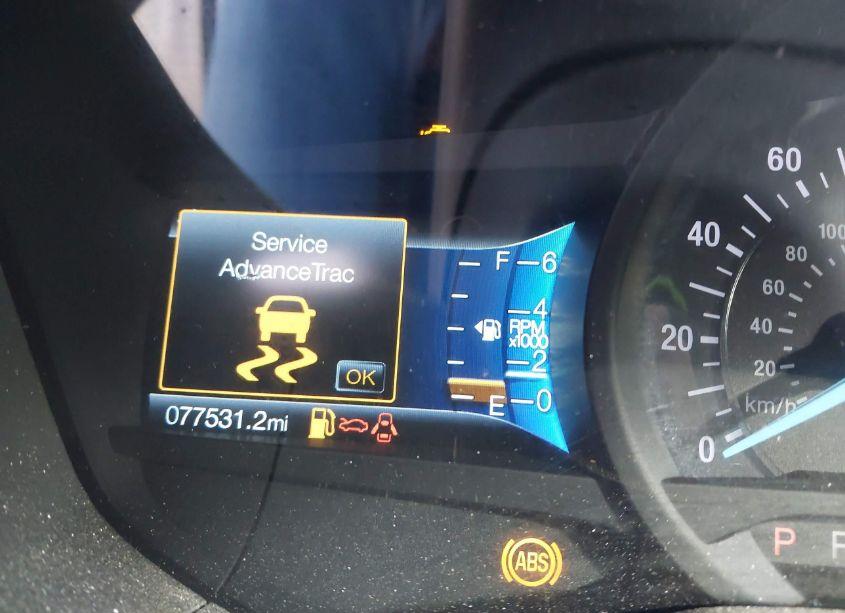 Service
AdvanceTrac
OK
077531.2mi
F
E
6
4
RPM
x1000
2
0
ABS
60
40
20
0
100
80
60
40
20
km/h
P